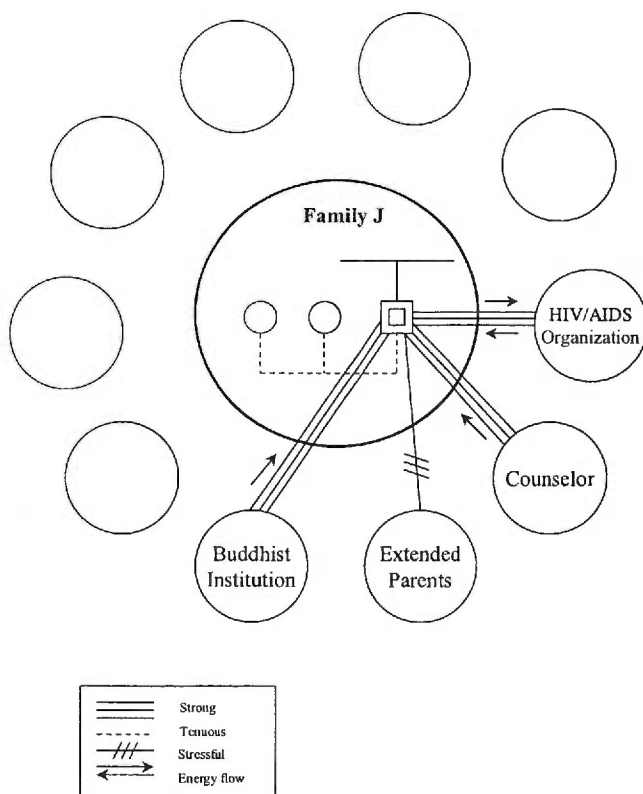 Family J
HIV/AIDS
Organization
Counselor
Buddhist
Institution
Extended
Parents
Strong
Tenuous
Stressful
Energy flow